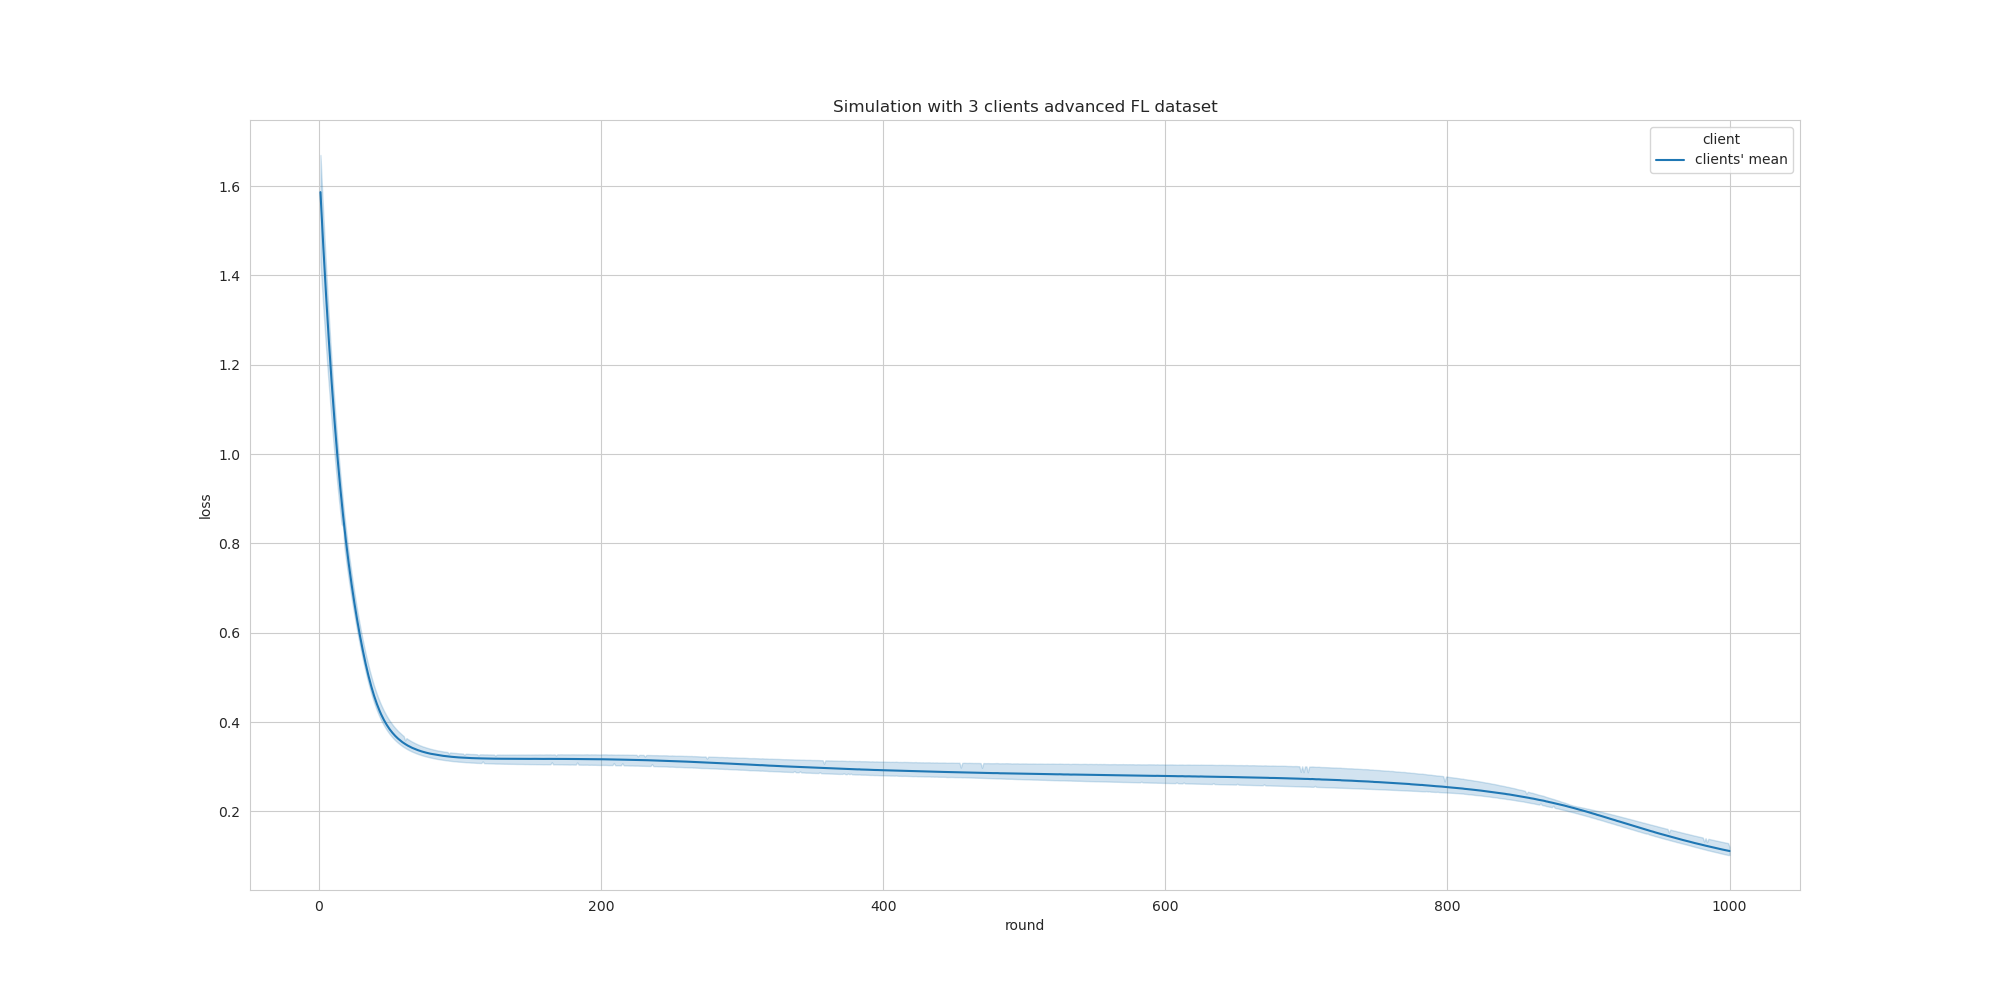 Simulation with 3 clients advanced FL dataset
client
clients' mean
1.6
1.4
1.2
1.0
0.8
0.6
0.4
0.2
loss
0 200 400 600 800 1000
round